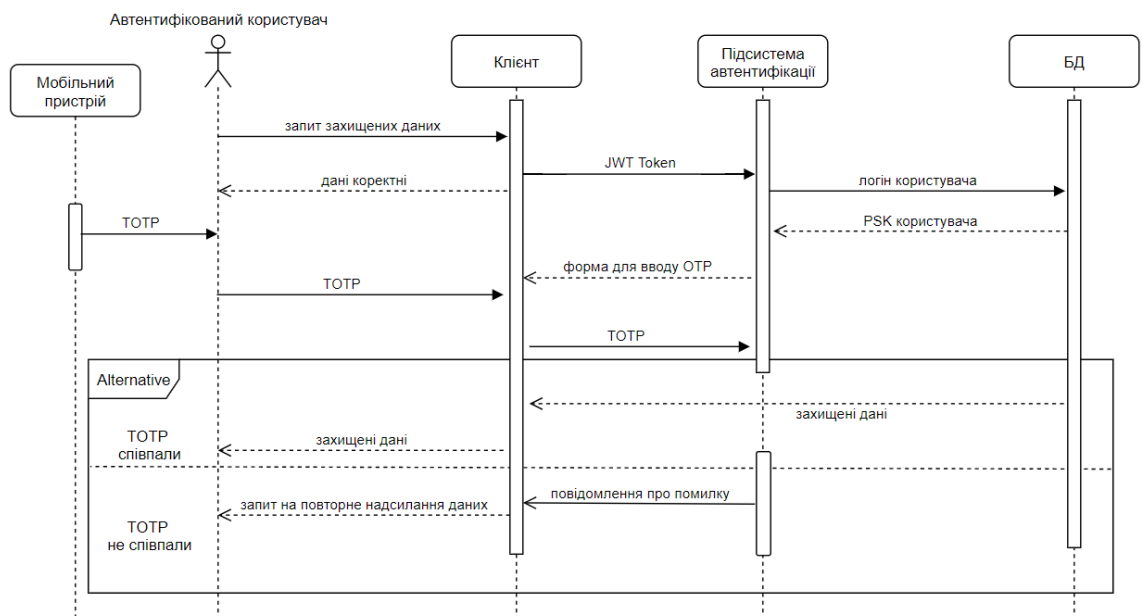 Автентифікований користувач
Мобільний
пристрій
Клієнт
Підсистема
автентифікації
БД
запит захищених даних
JWT Token
дані коректні
логін користувача
TOTP
PSK користувача
форма для вводу OTP
TOTP
TOTP
Alternative
захищені дані
TOTP
співпали
захищені дані
повідомлення про помилку
запит на повторне надсилання даних
TOTP
не співпали